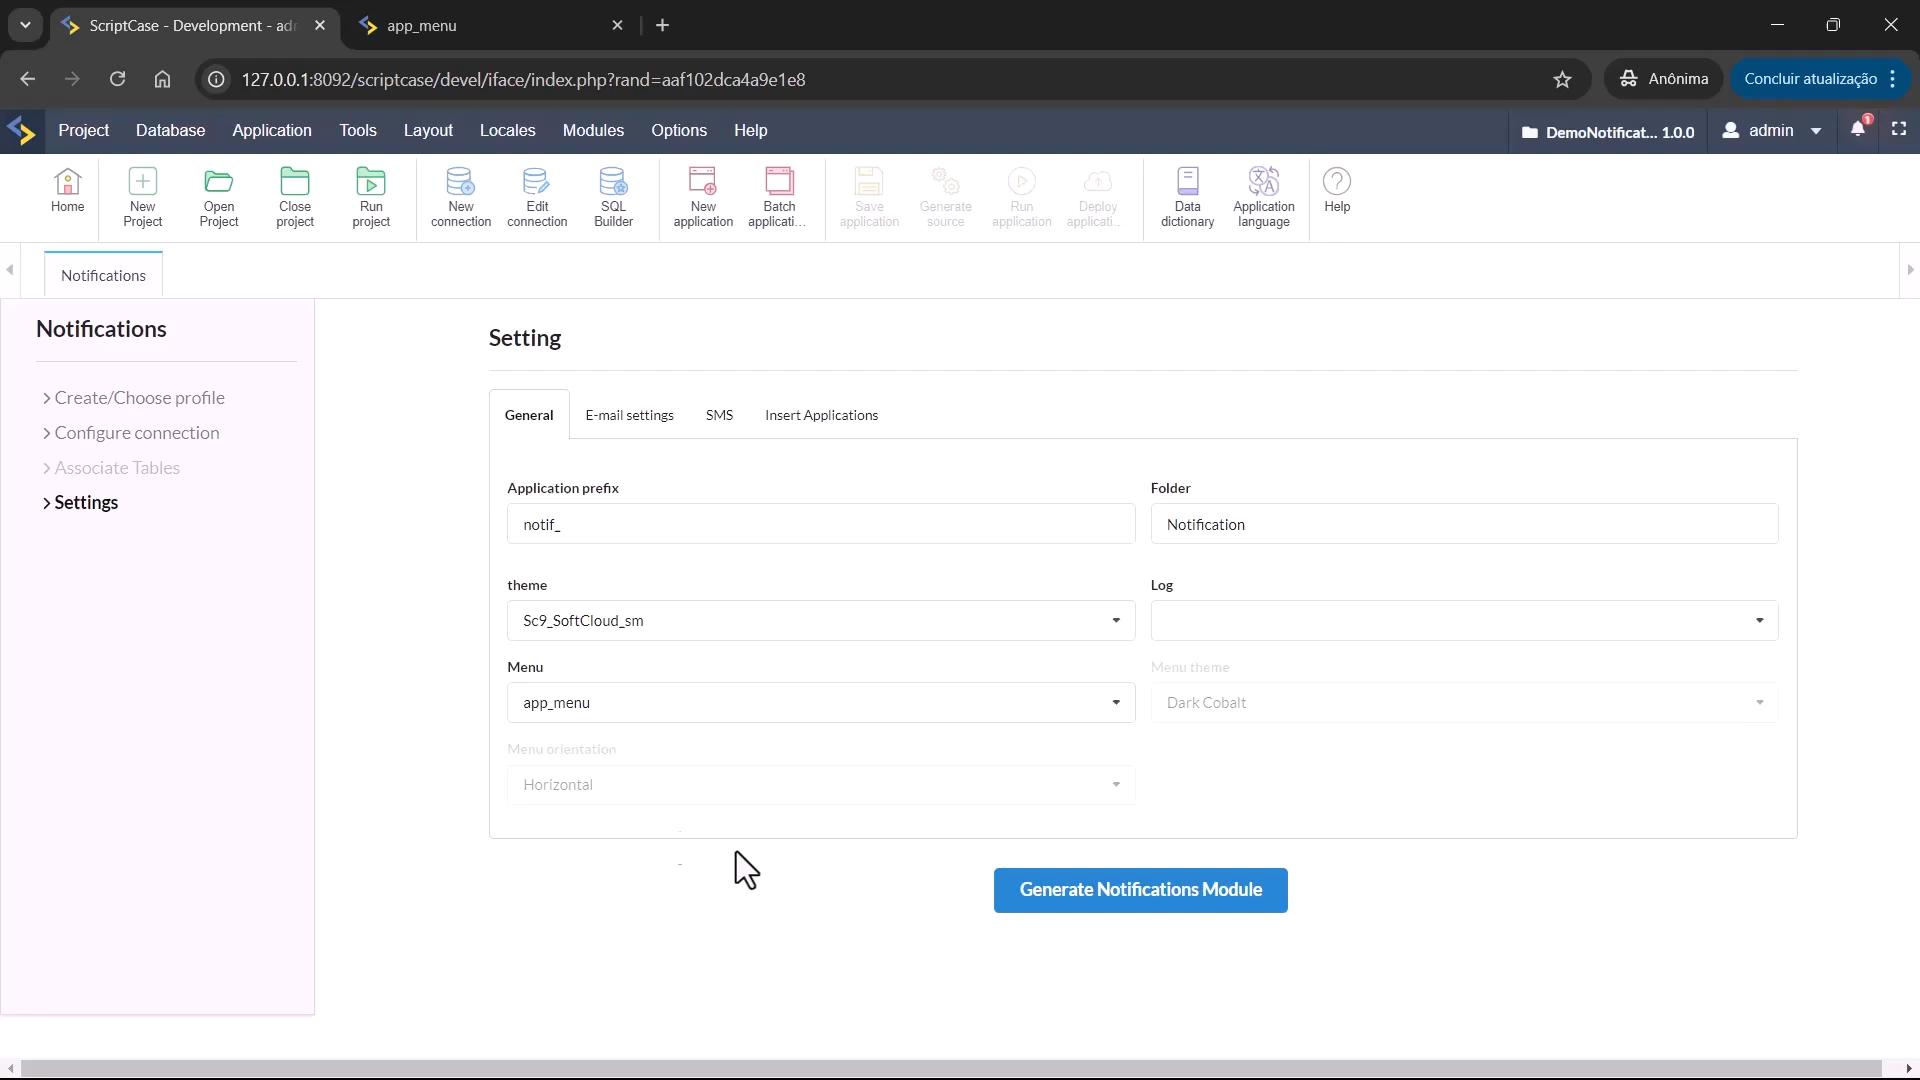 ScriptCase - Development - adr
app_menu
127.0.0.1:8092/scriptcase/devel/iface/index.php?rand=aaf102dca4a9e1e8
Anônima
Concluir atualização
Project Database Application Tools Layout Locales Modules Options Help
DemoNotificat... 1.0.0
admin
1
Home
New Project
Open Project
Close project
Run project
New connection
Edit connection
SQL Builder
New application
Batch applicati...
Save application
Generate source
Run application
Deploy applicati...
Data dictionary
Application language
Help
Notifications
Notifications
> Create/Choose profile
> Configure connection
> Associate Tables
> Settings
Setting
General E-mail settings SMS Insert Applications
Application prefix
notif_
Folder
Notification
theme
Sc9_SoftCloud_sm
Log
Menu
app_menu
Menu theme
Dark Cobalt
Menu orientation
Horizontal
Generate Notifications Module